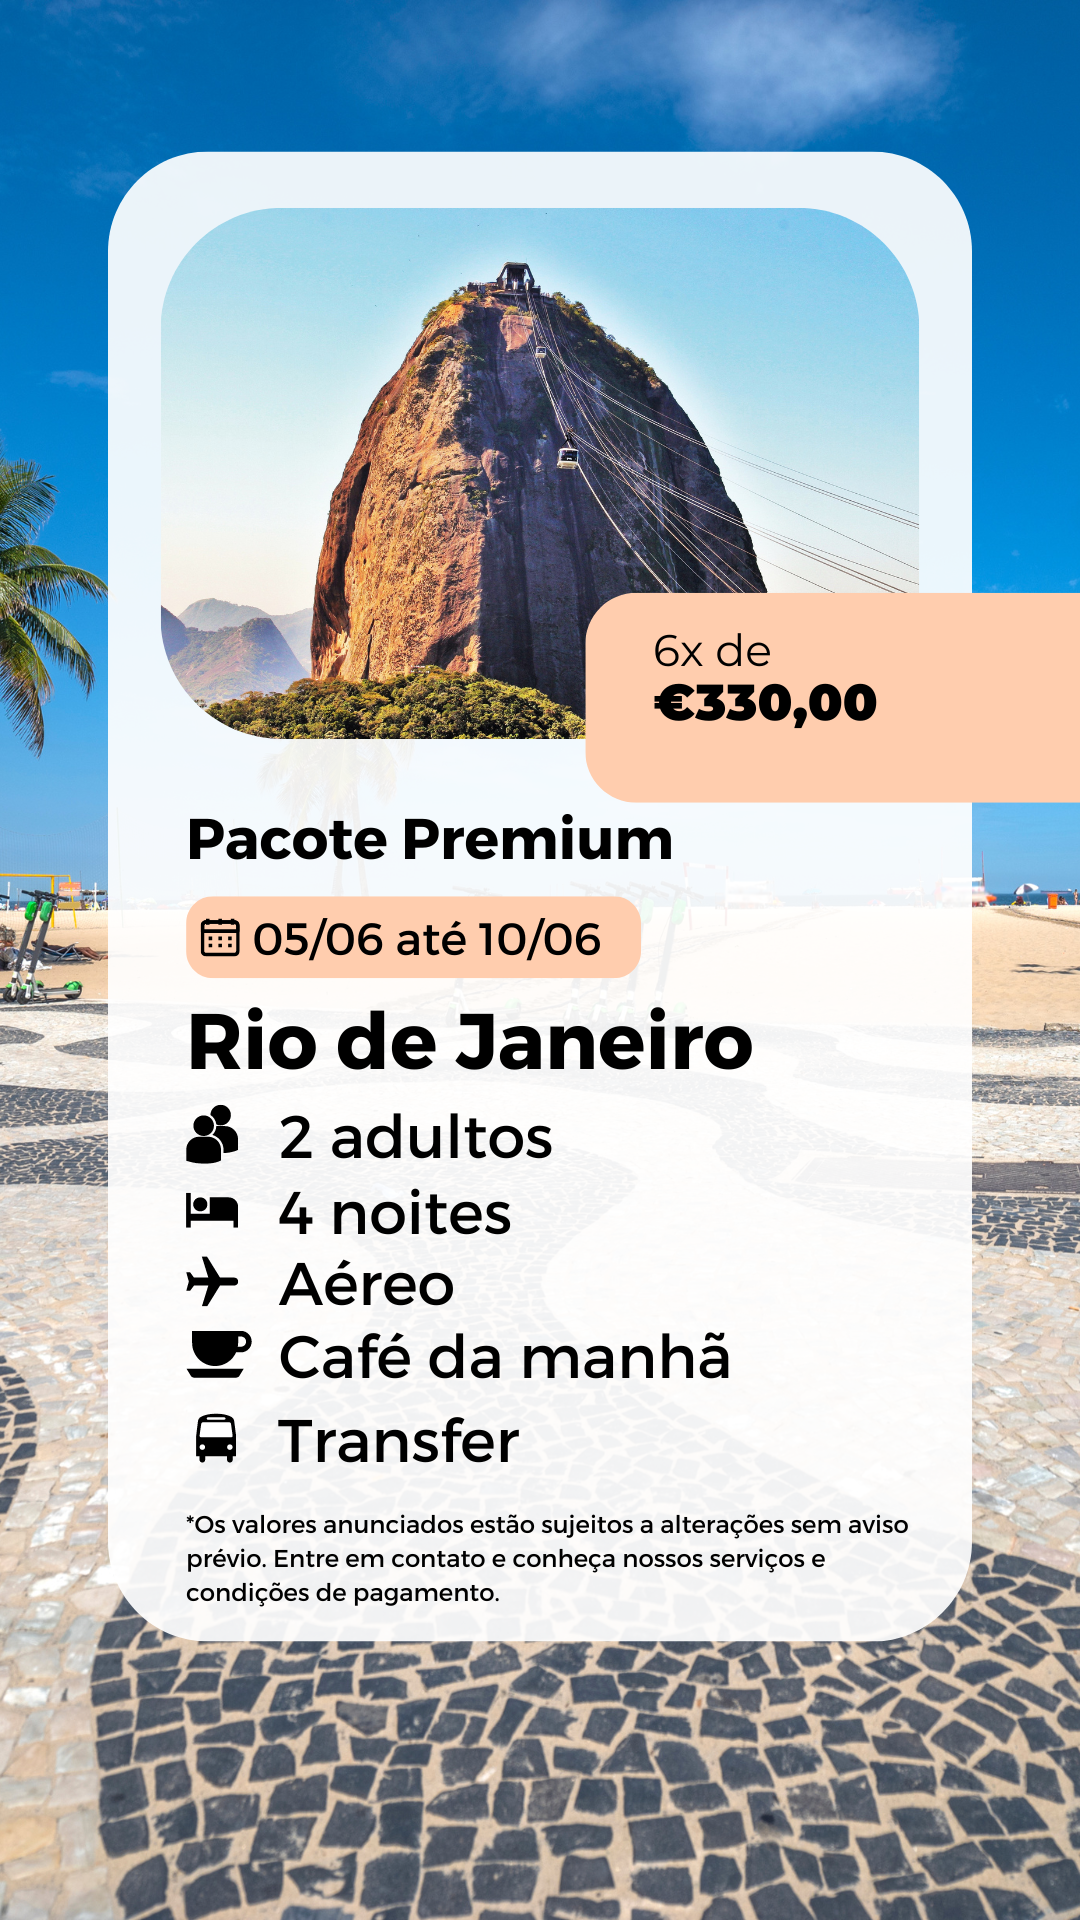 6x de
€330,00
Pacote Premium
05/06 até 10/06
Rio de Janeiro
2 adultos
4 noites
Aéreo
Café da manhã
Transfer
*Os valores anunciados estão sujeitos a alterações sem aviso
prévio. Entre em contato e conheça nossos serviços e
condições de pagamento.